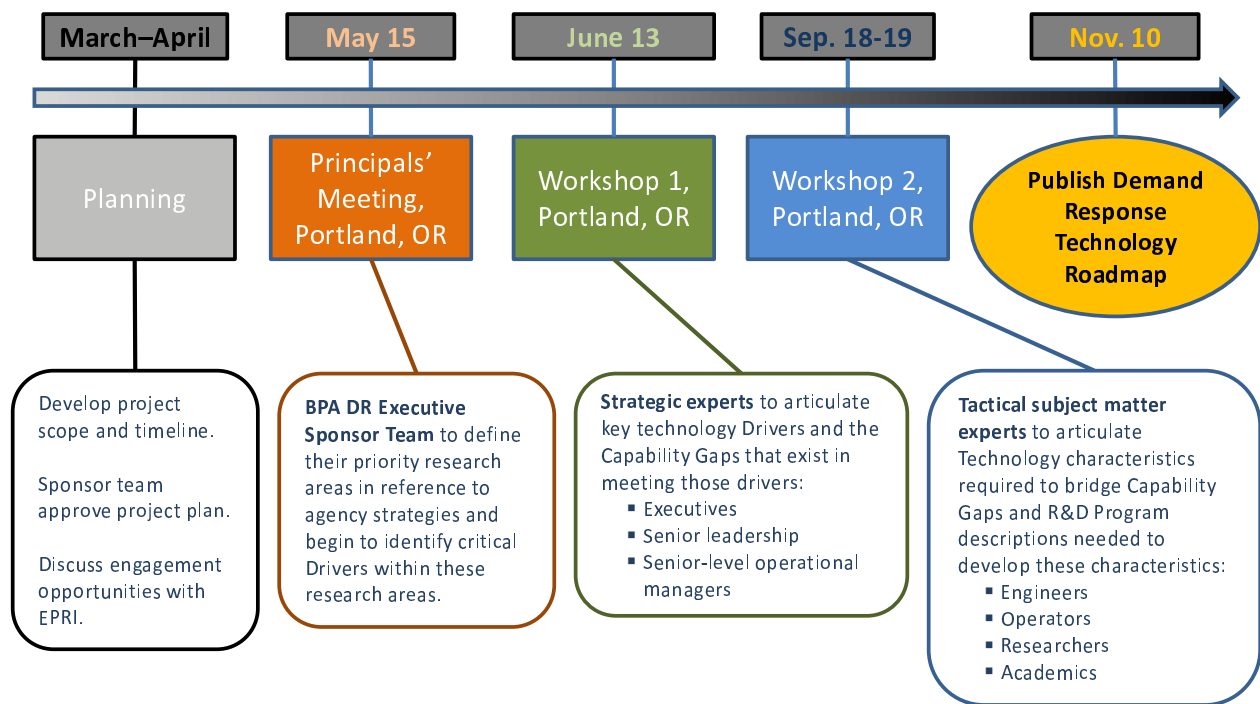 March–April
May 15
June 13
Sep. 18-19
Nov. 10
Planning
Principals’
Meeting,
Portland, OR
Workshop 1,
Portland, OR
Workshop 2,
Portland, OR
Publish Demand
Response
Technology
Roadmap
Develop project
scope and timeline.
Sponsor team
approve project plan.
Discuss engagement
opportunities with
EPRI.
BPA DR Executive
Sponsor Team to define
their priority research
areas in reference to
agency strategies and
begin to identify critical
Drivers within these
research areas.
Strategic experts to articulate
key technology Drivers and the
Capability Gaps that exist in
meeting those drivers:
▪ Executives
▪ Senior leadership
▪ Senior-level operational
managers
Tactical subject matter
experts to articulate
Technology characteristics
required to bridge Capability
Gaps and R&D Program
descriptions needed to
develop these characteristics:
▪ Engineers
▪ Operators
▪ Researchers
▪ Academics